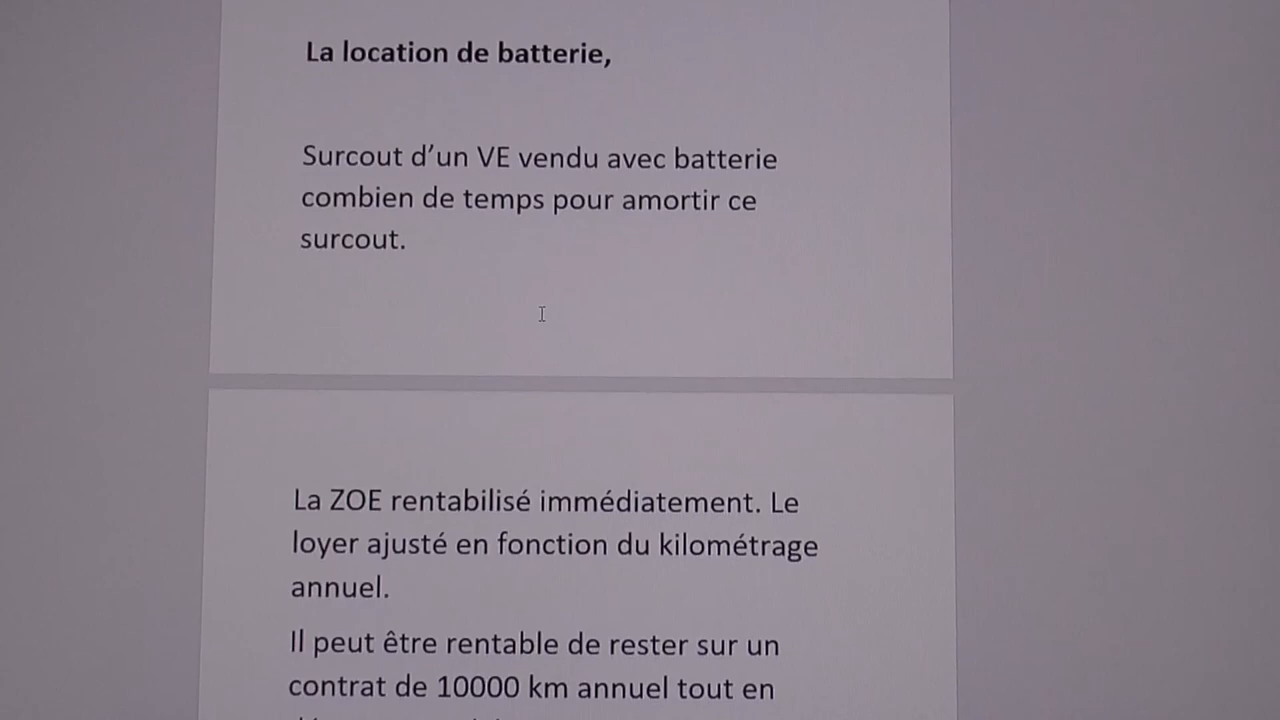 La location de batterie,
Surcout d’un VE vendu avec batterie
combien de temps pour amortir ce
surcout.
La ZOE rentabilisé immédiatement. Le
loyer ajusté en fonction du kilométrage
annuel.
Il peut être rentable de rester sur un
contrat de 10000 km annuel tout en